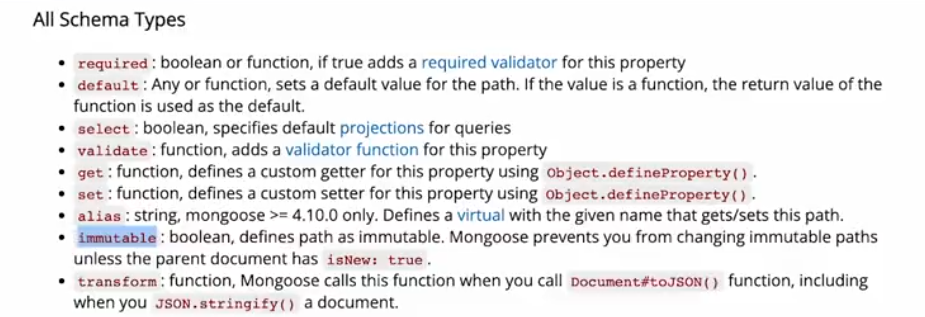 All Schema Types
• required : boolean or function, if true adds a required validator for this property
• default : Any or function, sets a default value for the path. If the value is a function, the return value of the
function is used as the default.
• select : boolean, specifies default projections for queries
• validate : function, adds a validator function for this property
• get : function, defines a custom getter for this property using Object.defineProperty() .
• set : function, defines a custom setter for this property using Object.defineProperty() .
• alias : string, mongoose >= 4.10.0 only. Defines a virtual with the given name that gets/sets this path.
• immutable : boolean, defines path as immutable. Mongoose prevents you from changing immutable paths
unless the parent document has isNew: true .
• transform : function, Mongoose calls this function when you call Document#toJSON() function, including
when you JSON.stringify() a document.